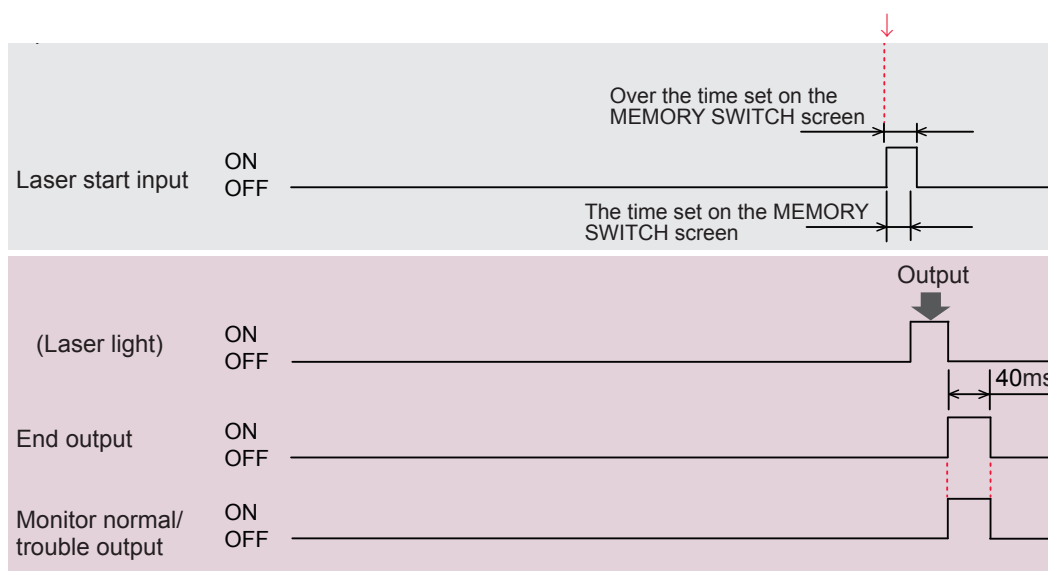 Over the time set on the
MEMORY SWITCH screen
Laser start input
ON
OFF
The time set on the MEMORY
SWITCH screen
Output
(Laser light)
ON
OFF
40ms
End output
ON
OFF
Monitor normal/
trouble output
ON
OFF